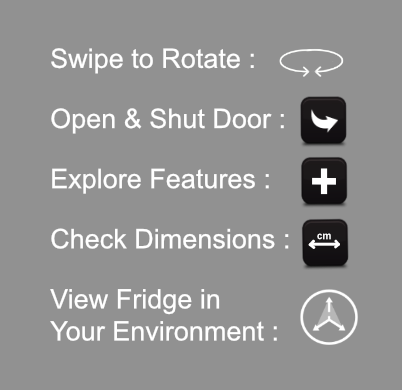 Swipe to Rotate :
Open & Shut Door :
Explore Features :
Check Dimensions :
cm
View Fridge in
Your Environment :